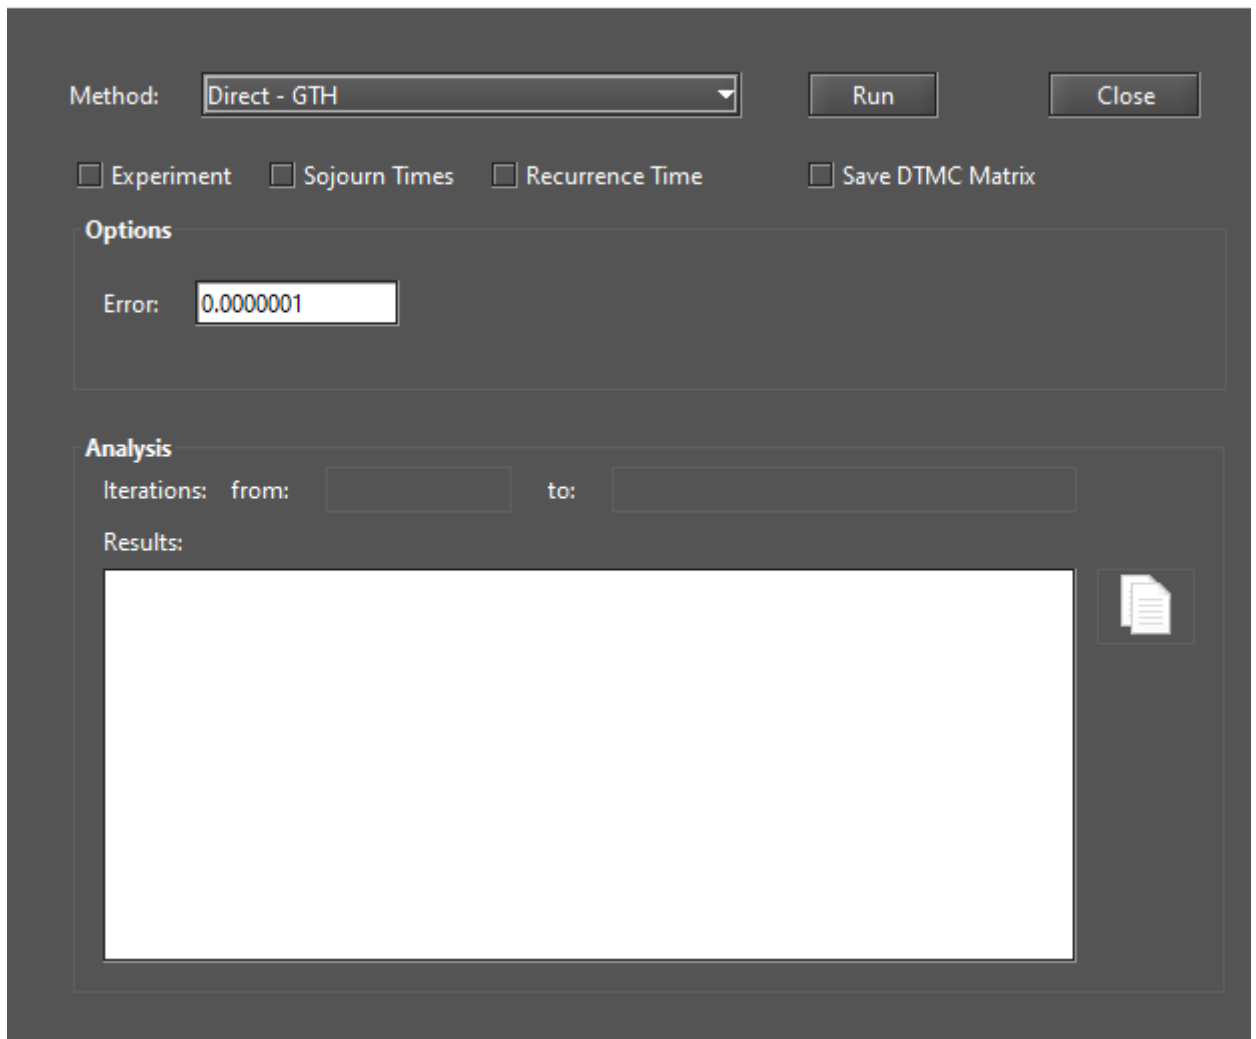 Method: Direct - GTH Run Close
Experiment Sojourn Times Recurrence Time Save DTMC Matrix
Options
Error: 0.0000001
Analysis
Iterations: from: to:
Results: